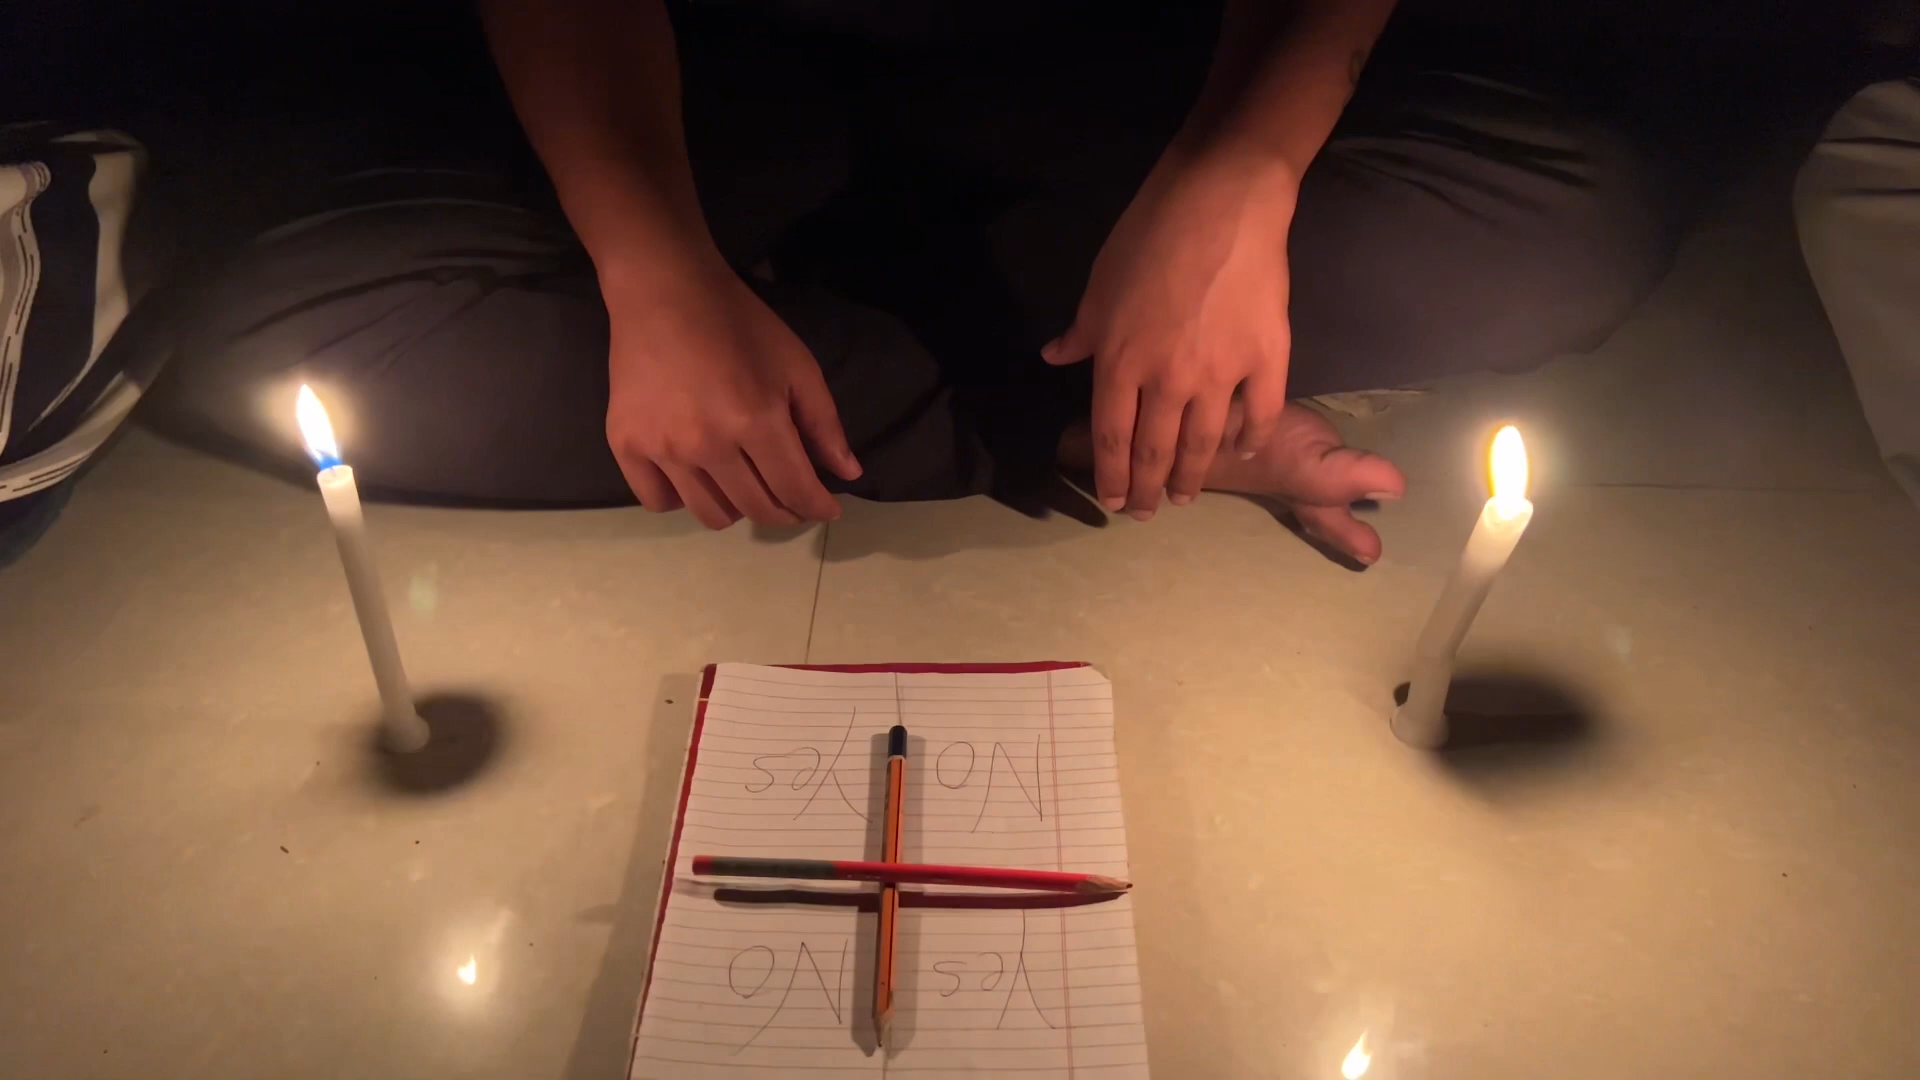 Yes No
No Yes